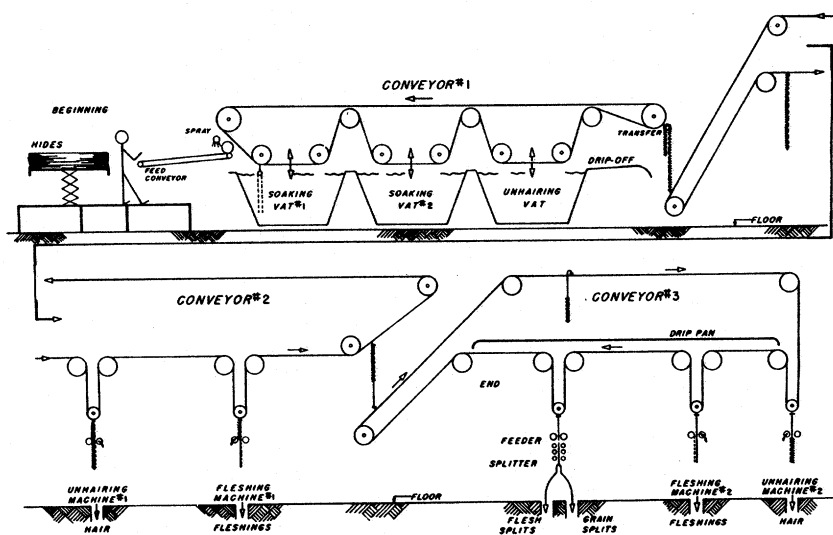 CONVEYOR#1
BEGINNING
SPRAY
TRANSFER
HIDES
FEED
CONVEYOR
DRIP-OFF
SOAKING
VAT#1
SOAKING
VAT#2
UNHAIRING
VAT
FLOOR
CONVEYOR#2
CONVEYOR#3
DRIP PAN
END
FEEDER
SPLITTER
UNHAIRING
MACHINE#1
FLESHING
MACHINE#1
FLOOR
FLESHING
MACHINE#2
UNHAIRING
MACHINE#2
HAIR
FLESHINGS
FLESH
SPLITS
GRAIN
SPLITS
FLESHINGS
HAIR